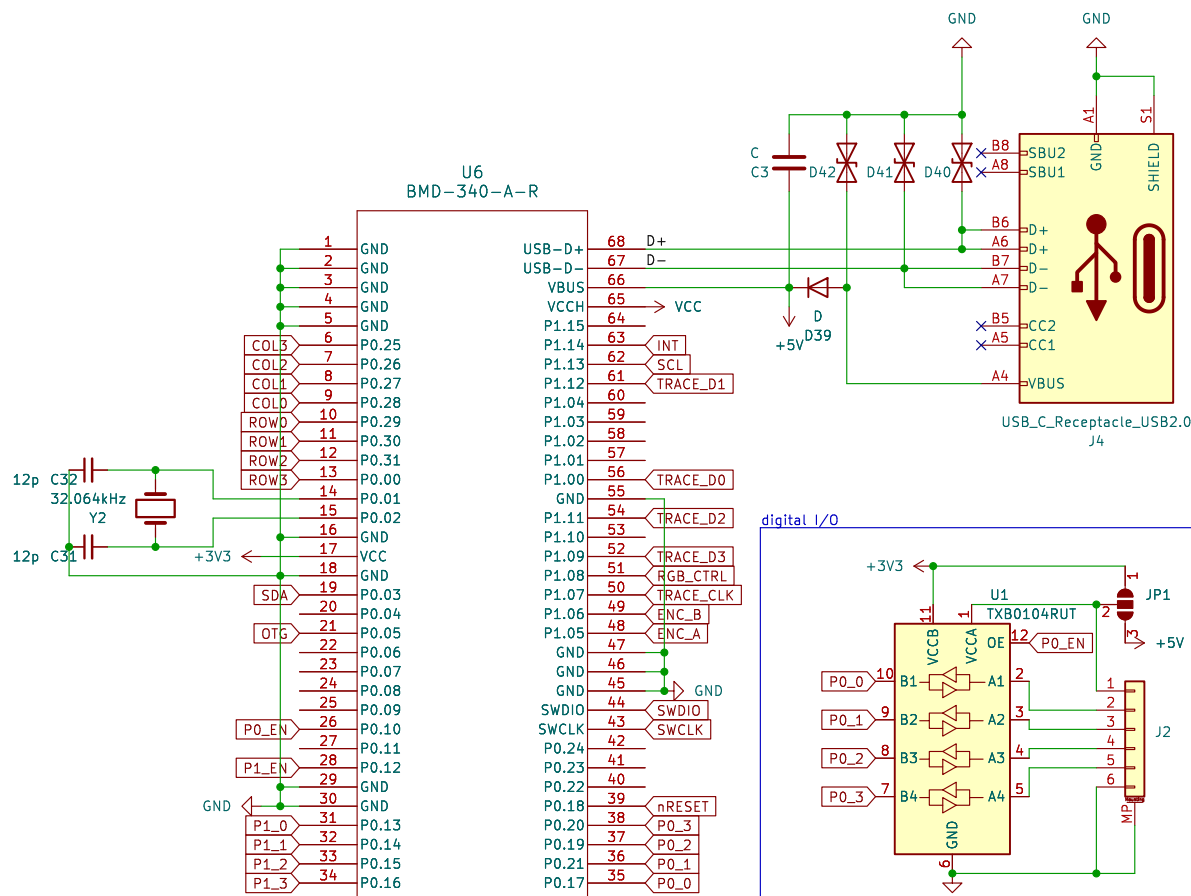 GND GND
C
C3 D42 D41 D40
A1 S1
GND SHIELD
B8 SBU2
A8 SBU1
B6 D+
A6 D+
B7 D-
A7 D-
B5 CC2
A5 CC1
A4 VBUS
USB_C_Receptacle_USB2.0
J4
D
D39
+5V
U6
BMD-340-A-R
1 GND USB-D+ 68 D+
2 GND USB-D- 67 D-
3 GND VBUS 66
4 GND VCCH 65 VCC
5 GND P1.15 64
COL3 6 P0.25 P1.14 63 INT
COL2 7 P0.26 P1.13 62 SCL
COL1 8 P0.27 P1.12 61 TRACE_D1
COL0 9 P0.28 P1.04 60
ROW0 10 P0.29 P1.03 59
ROW1 11 P0.30 P1.02 58
ROW2 12 P0.31 P1.01 57
ROW3 13 P0.00 P1.00 56 TRACE_D0
14 P0.01 GND 55
15 P0.02 P1.11 54 TRACE_D2
16 GND P1.10 53
+3V3 17 VCC P1.09 52 TRACE_D3
18 GND P1.08 51 RGB_CTRL
SDA 19 P0.03 P1.07 50 TRACE_CLK
20 P0.04 P1.06 49 ENC_B
OTG 21 P0.05 P1.05 48 ENC_A
22 P0.06 GND 47
23 P0.07 GND 46
24 P0.08 GND 45 GND
25 P0.09 SWDIO 44 SWDIO
P0_EN 26 P0.10 SWCLK 43 SWCLK
27 P0.11 P0.24 42
P1_EN 28 P0.12 P0.23 41
29 GND P0.22 40
GND 30 GND P0.18 39 nRESET
P1_0 31 P0.13 P0.20 38 P0_3
P1_1 32 P0.14 P0.19 37 P0_2
P1_2 33 P0.15 P0.21 36 P0_1
P1_3 34 P0.16 P0.17 35 P0_0
12p C32
32.064kHz
Y2
12p C31
digital I/O
+3V3
U1
TXB0104RUT
11 1
VCCB VCCA
OE 12 P0_EN
1
JP1
2
3
+5V
P0_0 10 B1 A1 2
P0_1 9 B2 A2 3
P0_2 8 B3 A3 4
P0_3 7 B4 A4 5
GND
6
1
2
3
4
5
6
J2
MP